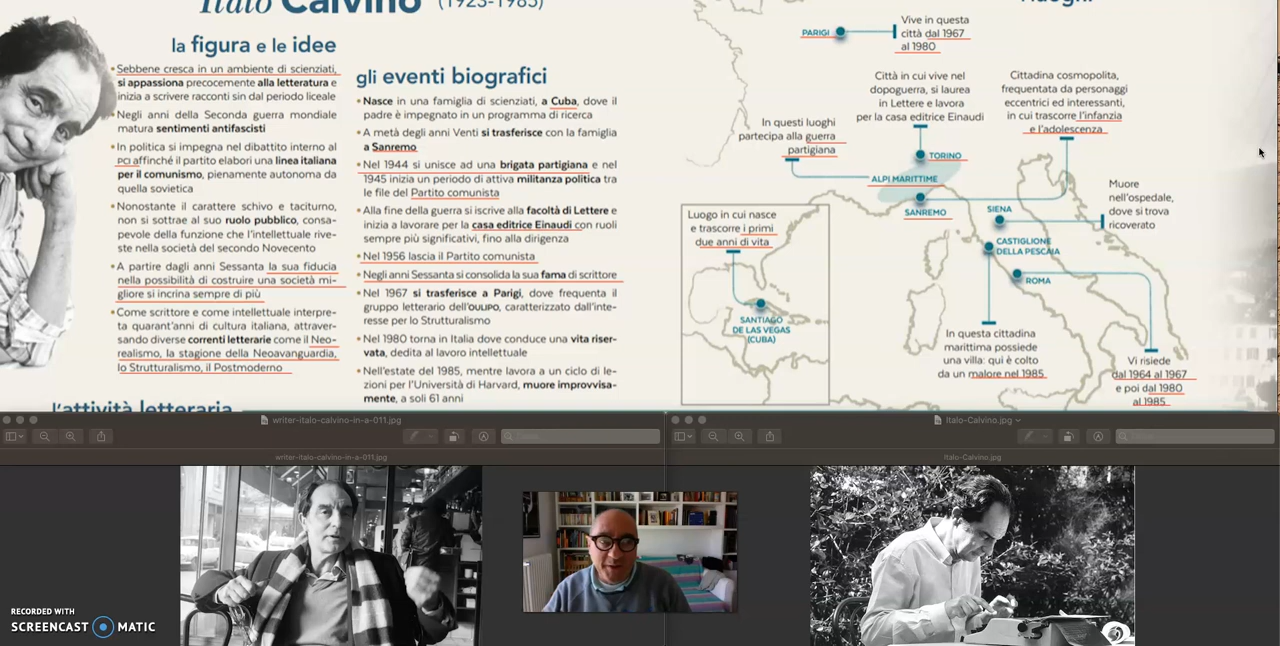 Italo Calvino (1923-1985)
luoghi
la figura e le idee
• Sebbene cresca in un ambiente di scienziati,
si appassiona precocemente alla letteratura e
inizia a scrivere racconti sin dal periodo liceale
• Negli anni della Seconda guerra mondiale
matura sentimenti antifascisti
• In politica si impegna nel dibattito interno al
PCI affinché il partito elabori una linea italiana
per il comunismo, pienamente autonoma da
quella sovietica
• Nonostante il carattere schivo e taciturno,
non si sottrae al suo ruolo pubblico, consa-
pevole della funzione che l'intellettuale rive-
ste nella società del secondo Novecento
• A partire dagli anni Sessanta la sua fiducia
nella possibilità di costruire una società mi-
gliore si incrina sempre di più
• Come scrittore e come intellettuale interpre-
ta quarant'anni di cultura italiana, attraver-
sando diverse correnti letterarie come il Neo-
realismo, la stagione della Neoavanguardia,
lo Strutturalismo, il Postmoderno
l'attività letteraria
gli eventi biografici
• Nasce in una famiglia di scienziati, a Cuba, dove il
padre è impegnato in un programma di ricerca
• A metà degli anni Venti si trasferisce con la famiglia
a Sanremo
• Nel 1944 si unisce ad una brigata partigiana e nel
1945 inizia un periodo di attiva militanza politica tra
le file del Partito comunista
• Alla fine della guerra si iscrive alla facoltà di Lettere e
inizia a lavorare per la casa editrice Einaudi con ruoli
sempre più significativi, fino alla dirigenza
• Nel 1956 lascia il Partito comunista
• Negli anni Sessanta si consolida la sua fama di scrittore
• Nel 1967 si trasferisce a Parigi, dove frequenta il
gruppo letterario dell'OULIPO, caratterizzato dall'inte-
resse per lo Strutturalismo
• Nel 1980 torna in Italia dove conduce una vita riser-
vata, dedita al lavoro intellettuale
• Nell'estate del 1985, mentre lavora a un ciclo di le-
zioni per l'Università di Harvard, muore improvvisa-
mente, a soli 61 anni
PARIGI
Vive in questa
città dal 1967
al 1980
Città in cui vive nel
dopoguerra, si laurea
in Lettere e lavora
per la casa editrice Einaudi
Cittadina cosmopolita,
frequentata da personaggi
eccentrici ed interessanti,
in cui trascorre l'infanzia
e l'adolescenza
In questi luoghi
partecipa alla guerra
partigiana
TORINO
ALPI MARITTIME
SANREMO
SIENA
Muore
nell'ospedale,
dove si trova
ricoverato
CASTIGLIONE
DELLA PESCAIA
ROMA
Luogo in cui nasce
e trascorre i primi
due anni di vita
SANTIAGO
DE LAS VEGAS
(CUBA)
In questa cittadina
marittima possiede
una villa: qui è colto
da un malore nel 1985
Vi risiede
dal 1964 al 1967
e poi dal 1980
al 1985
writer-italo-calvino-in-a-011.jpg
writer-italo-calvino-in-a-011.jpg
Italo-Calvino.jpg
Italo-Calvino.jpg
RECORDED WITH
SCREENCAST MATIC